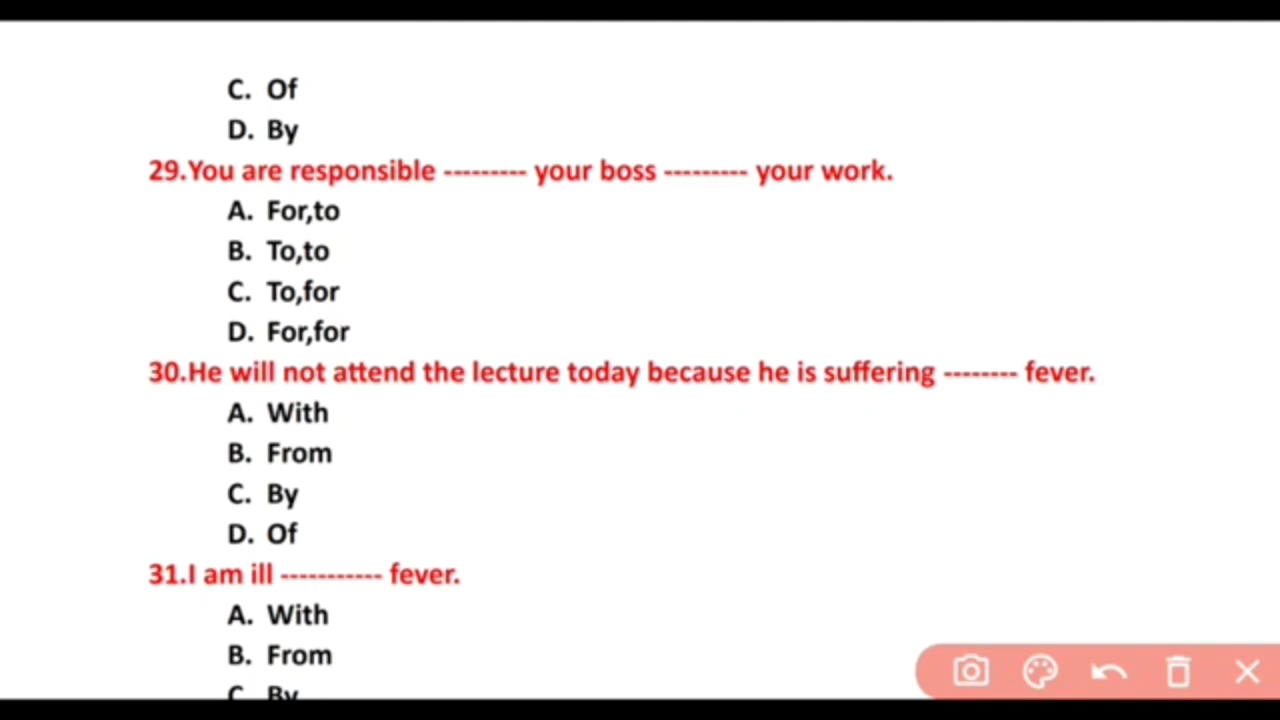 C. Of
D. By
29.You are responsible --------- your boss --------- your work.
A. For,to
B. To,to
C. To,for
D. For,for
30.He will not attend the lecture today because he is suffering -------- fever.
A. With
B. From
C. By
D. Of
31.I am ill ----------- fever.
A. With
B. From
C. By